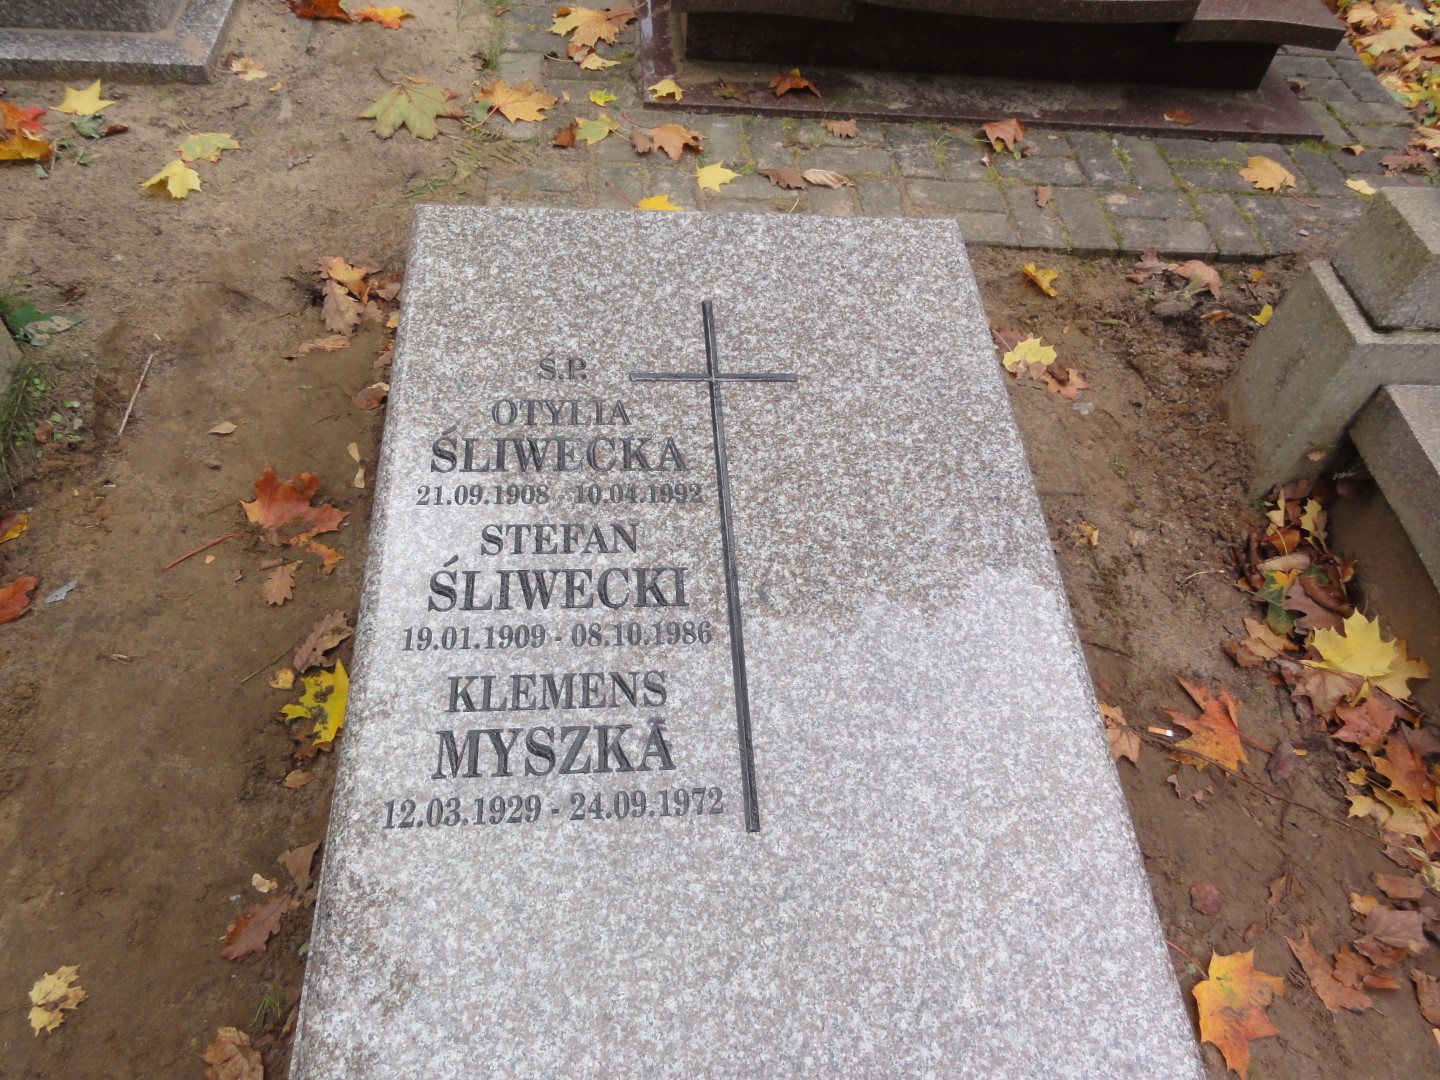 Ś.P.
OTYLIA
ŚLIWECKA
21.09.1908 - 10.04.1992
STEFAN
ŚLIWECKI
19.01.1909 - 08.10.1986
KLEMENS
MYSZKA
12.03.1929 - 24.09.1972